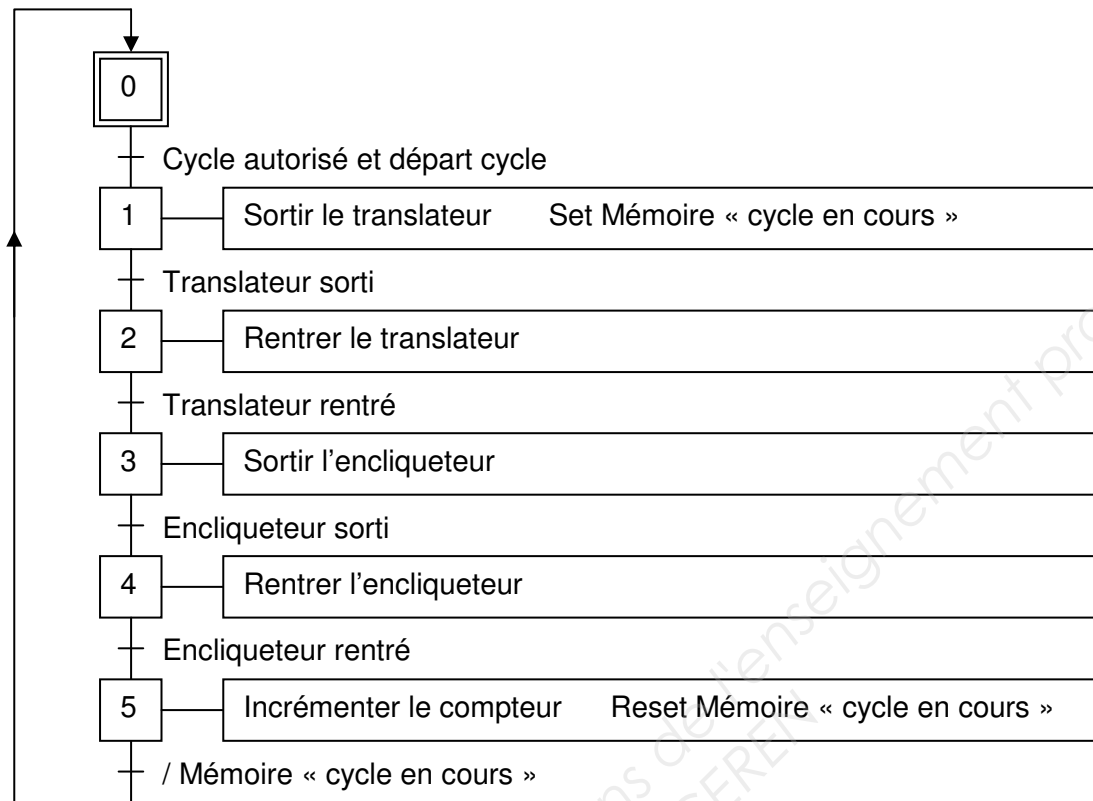 0
Cycle autorisé et départ cycle
1 Sortir le translateur Set Mémoire « cycle en cours »
Translateur sorti
2 Rentrer le translateur
Translateur rentré
3 Sortir l'encliqueteur
Encliqueteur sorti
4 Rentrer l'encliqueteur
Encliqueteur rentré
5 Incrémenter le compteur Reset Mémoire « cycle en cours »
/ Mémoire « cycle en cours »
de l'enseignement